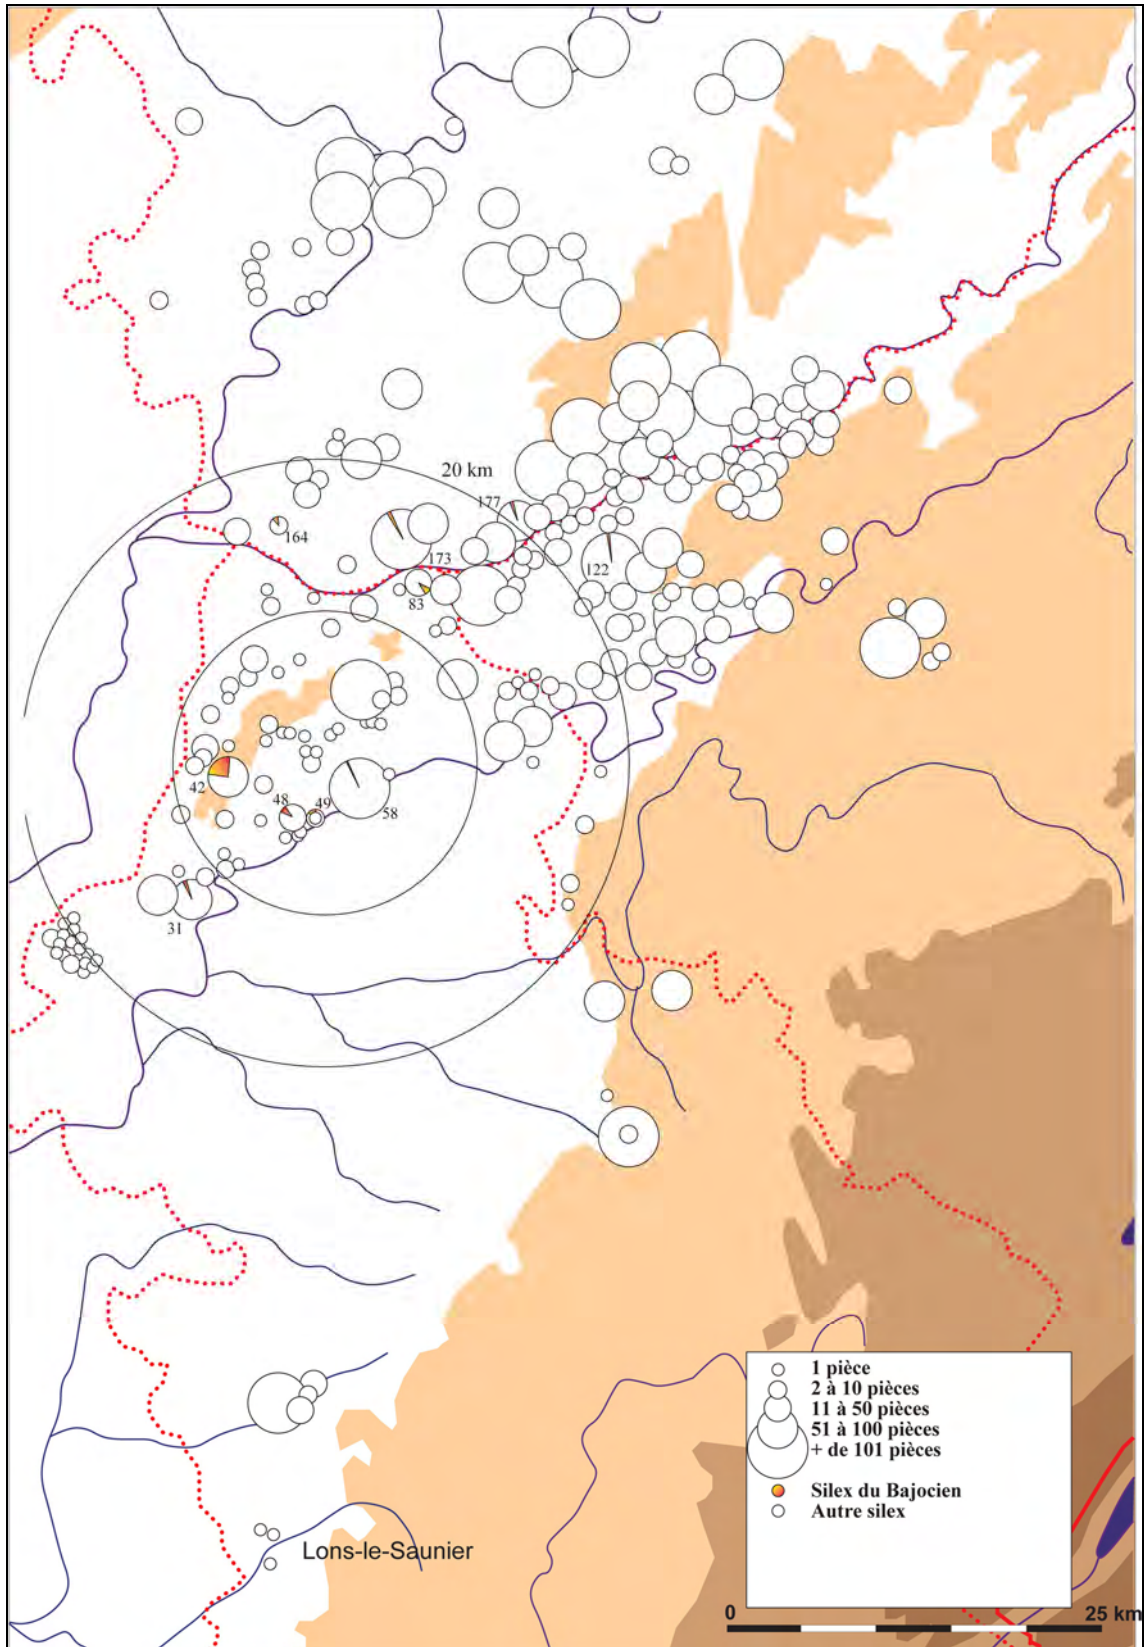 20 km
177
164
173
122
83
42
48
49
58
31
1 pièce
2 à 10 pièces
11 à 50 pièces
51 à 100 pièces
+ de 101 pièces
Silex du Bajocien
Autre silex
Lons-le-Saunier
0 25 km